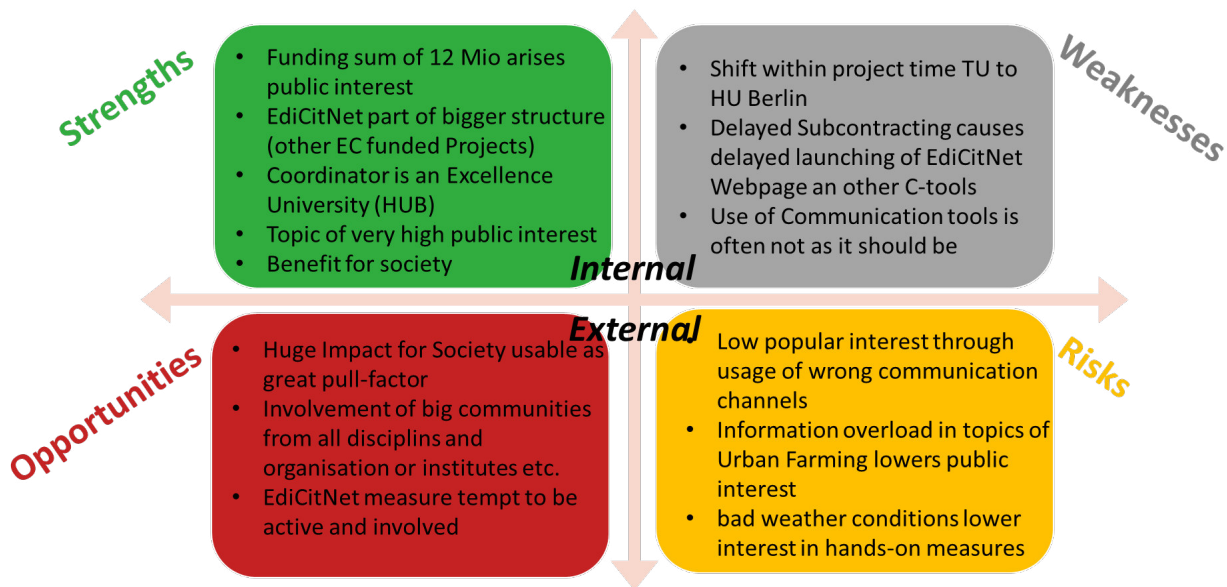 Strengths
• Funding sum of 12 Mio arises
public interest
• EdiCitNet part of bigger structure
(other EC funded Projects)
• Coordinator is an Excellence
University (HUB)
• Topic of very high public interest
• Benefit for society
Weaknesses
• Shift within project time TU to
HU Berlin
• Delayed Subcontracting causes
delayed launching of EdiCitNet
Webpage an other C-tools
• Use of Communication tools is
often not as it should be
Internal
External
Opportunities
• Huge Impact for Society usable as
great pull-factor
• Involvement of big communities
from all disciplins and
organisation or institutes etc.
• EdiCitNet measure tempt to be
active and involved
Risks
• Low popular interest through
usage of wrong communication
channels
• Information overload in topics of
Urban Farming lowers public
interest
• bad weather conditions lower
interest in hands-on measures